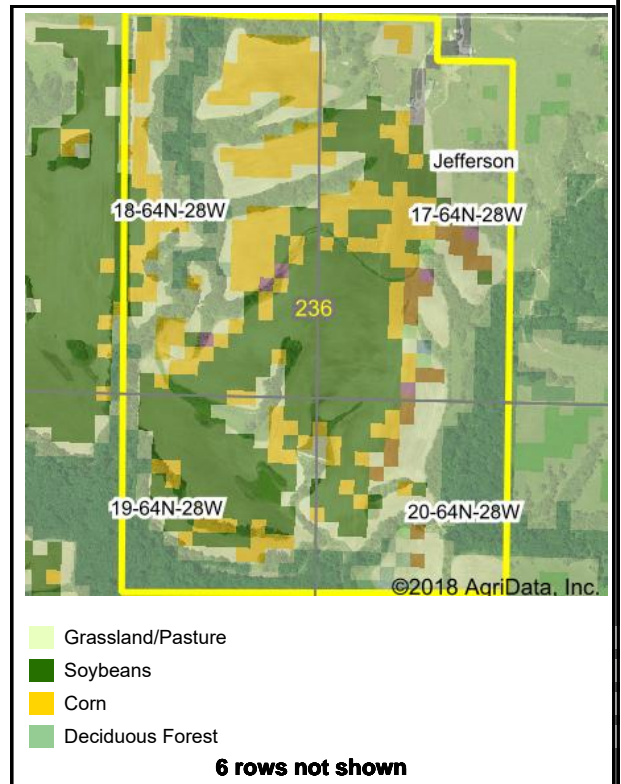 Jefferson
18-64N-28W
17-64N-28W
236
19-64N-28W
20-64N-28W
©2018 AgriData, Inc.
Grassland/Pasture
Soybeans
Corn
Deciduous Forest
6 rows not shown